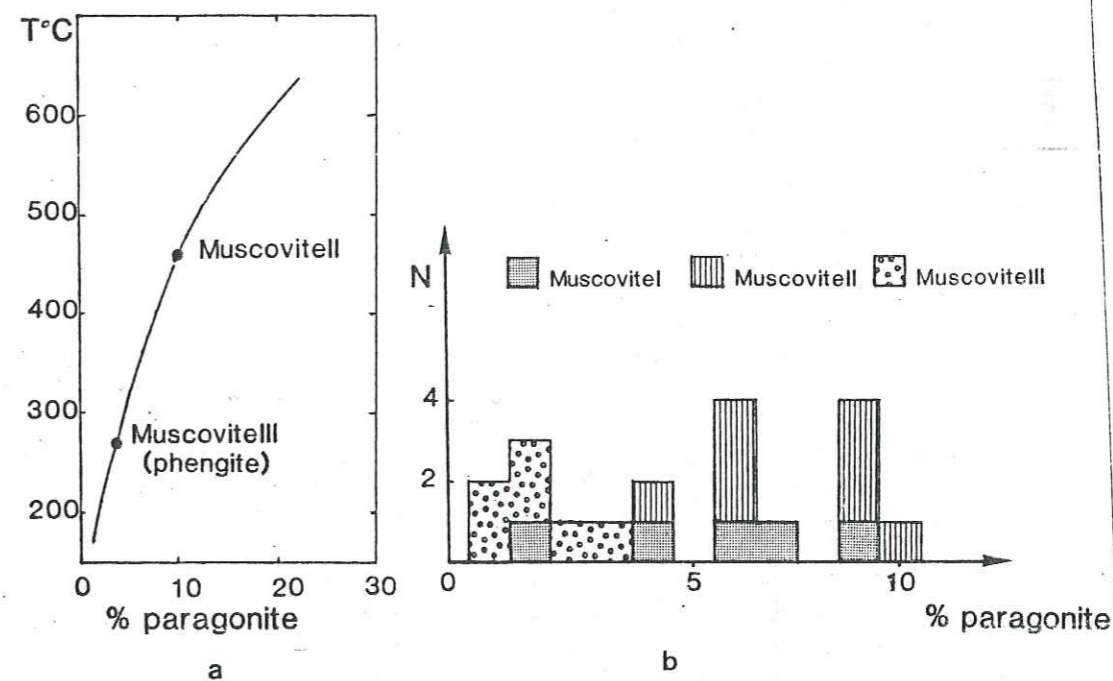 T°C
600
500
400
300
200
MuscoviteII
MuscoviteIII
(phengite)
0 10 20 30
% paragonite
a
N
MuscoviteI MuscoviteII MuscoviteIII
4
2
0 5 10
% paragonite
b